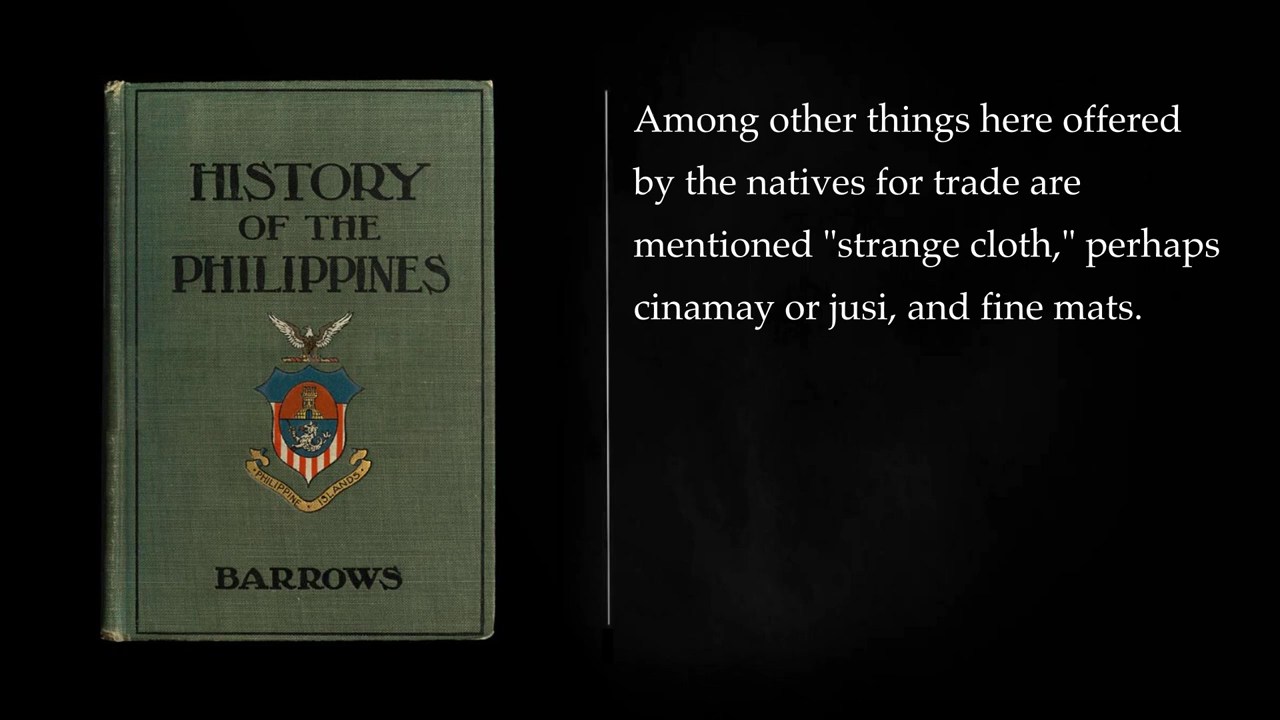 HISTORY
OF THE
PHILIPPINES
PHILIPPINE ISLANDS
BARROWS
Among other things here offered
by the natives for trade are
mentioned "strange cloth," perhaps
cinamay or jusi, and fine mats.